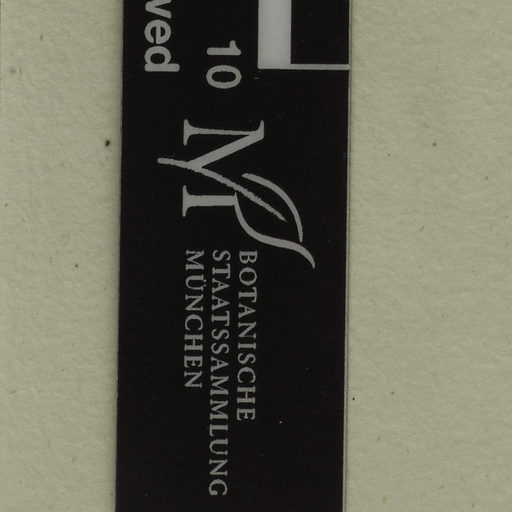 10
ved
M
BOTANISCHE
STAATSSAMMLUNG
MÜNCHEN